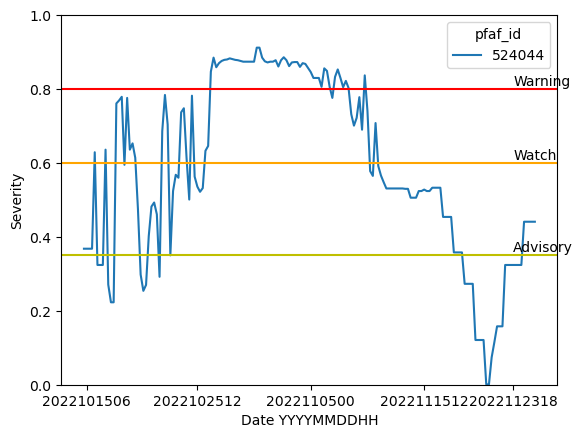 1.0
pfaf_id
524044
Warning
0.8
Watch
0.6
Severity
0.4
Advisory
0.2
0.0
2022101506 2022102512 2022110500 2022111512 2022112318
Date YYYYMMDDHH